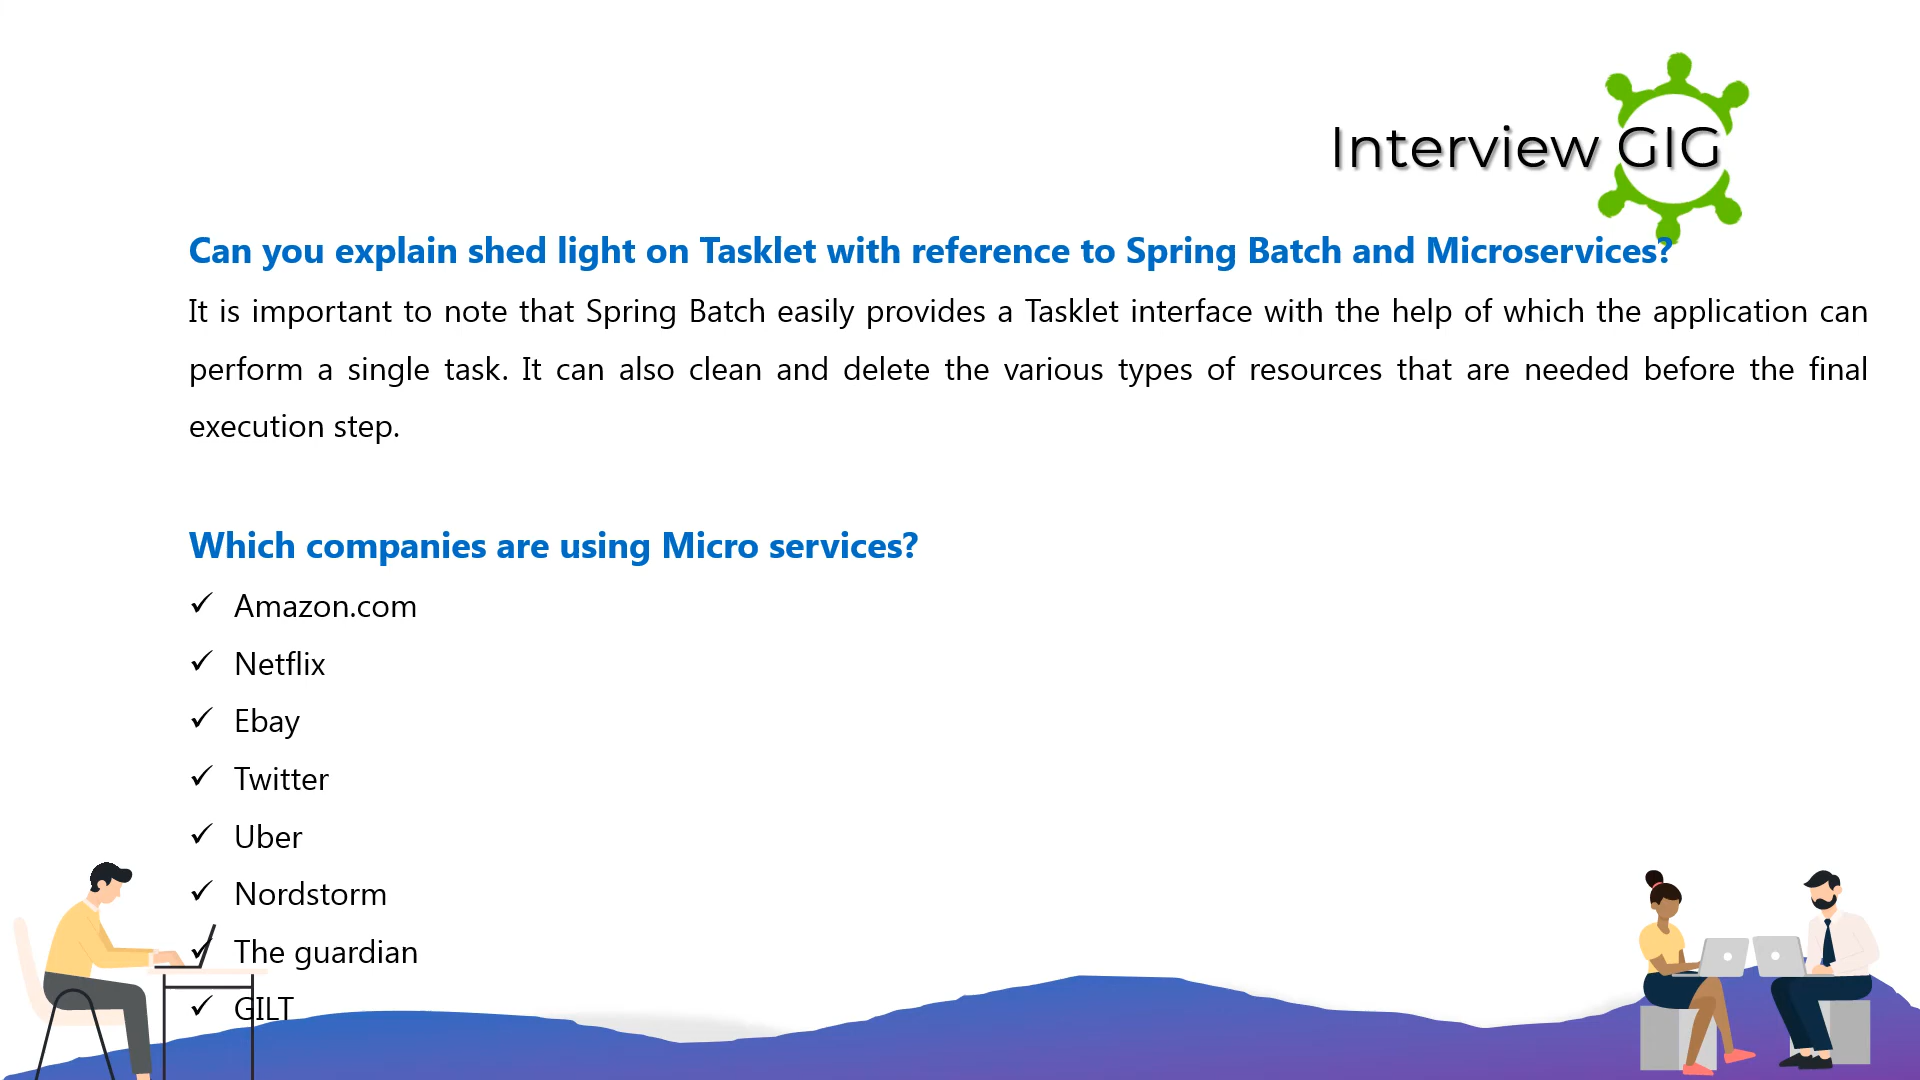 Interview GIG
Can you explain shed light on Tasklet with reference to Spring Batch and Microservices?
It is important to note that Spring Batch easily provides a Tasklet interface with the help of which the application can
perform a single task. It can also clean and delete the various types of resources that are needed before the final
execution step.
Which companies are using Micro services?
✓ Amazon.com
✓ Netflix
✓ Ebay
✓ Twitter
✓ Uber
✓ Nordstorm
✓ The guardian
✓ GILT